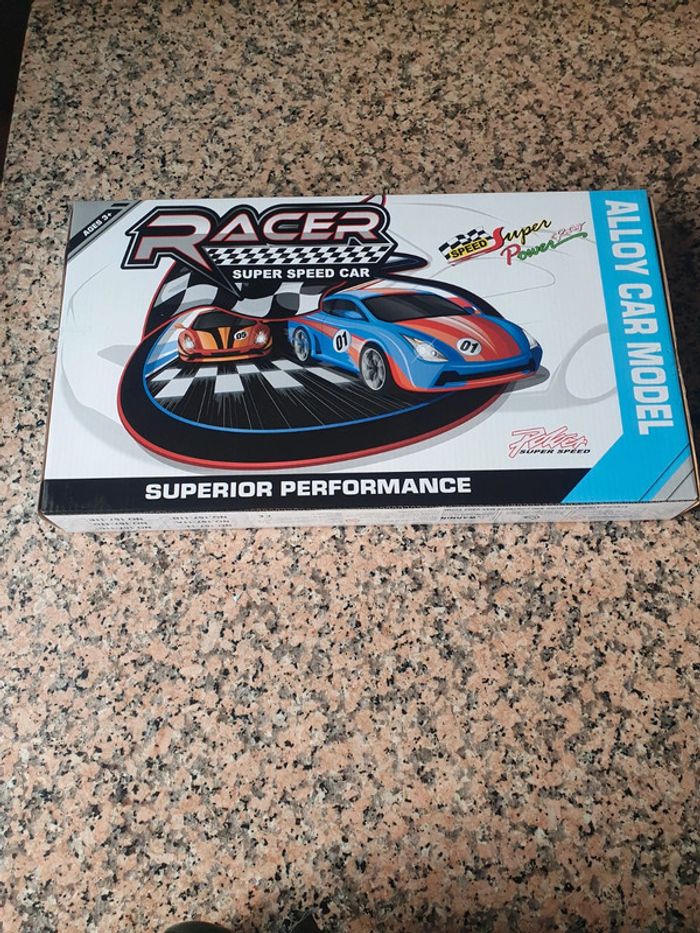 AGES 3+
RACER
SUPER SPEED CAR
SPEED Super
Power
05
01
01
ALLOY CAR MODEL
SUPER SPEED
SUPERIOR PERFORMANCE